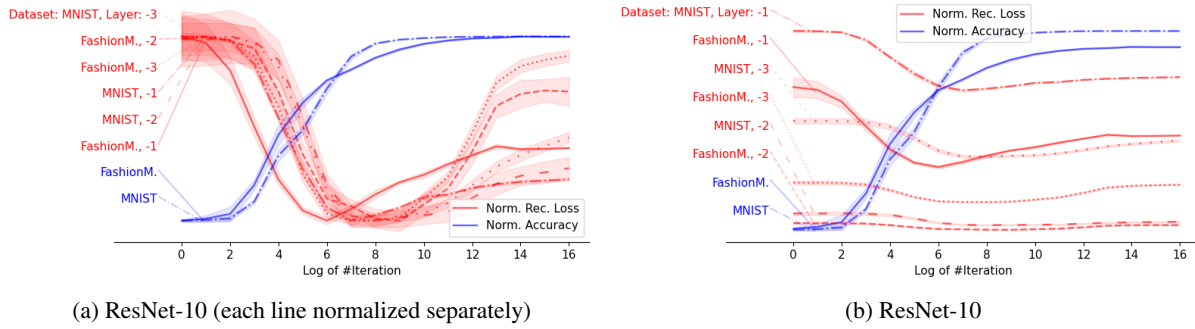 Dataset: MNIST, Layer: -3
FashionM., -2
FashionM., -3
MNIST, -1
MNIST, -2
FashionM., -1
FashionM.
MNIST
Norm. Rec. Loss
Norm. Accuracy
0 2 4 6 8 10 12 14 16
Log of #Iteration
(a) ResNet-10 (each line normalized separately)
Dataset: MNIST, Layer: -1
FashionM., -1
MNIST, -3
FashionM., -3
MNIST, -2
FashionM., -2
FashionM.
MNIST
Norm. Rec. Loss
Norm. Accuracy
0 2 4 6 8 10 12 14 16
Log of #Iteration
(b) ResNet-10